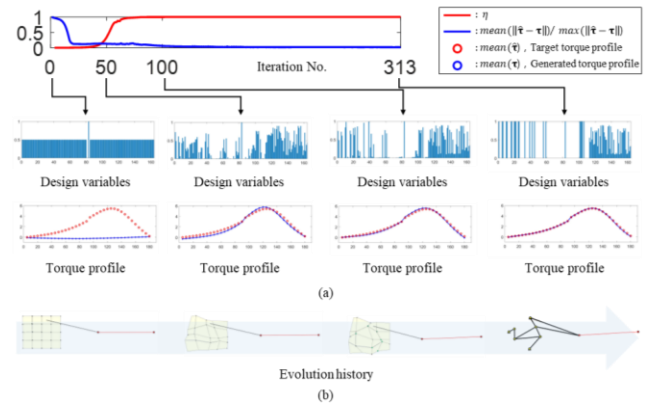 1
0.5
0
0
50
100
Iteration No.
313
: η
: mean(‖τ̂ − τ‖)/ max(‖τ̂ − τ‖)
: mean(τ̂) , Target torque profile
: mean(τ) , Generated torque profile
Design variables
Design variables
Design variables
Design variables
Torque profile
Torque profile
Torque profile
Torque profile
(a)
Evolution history
(b)